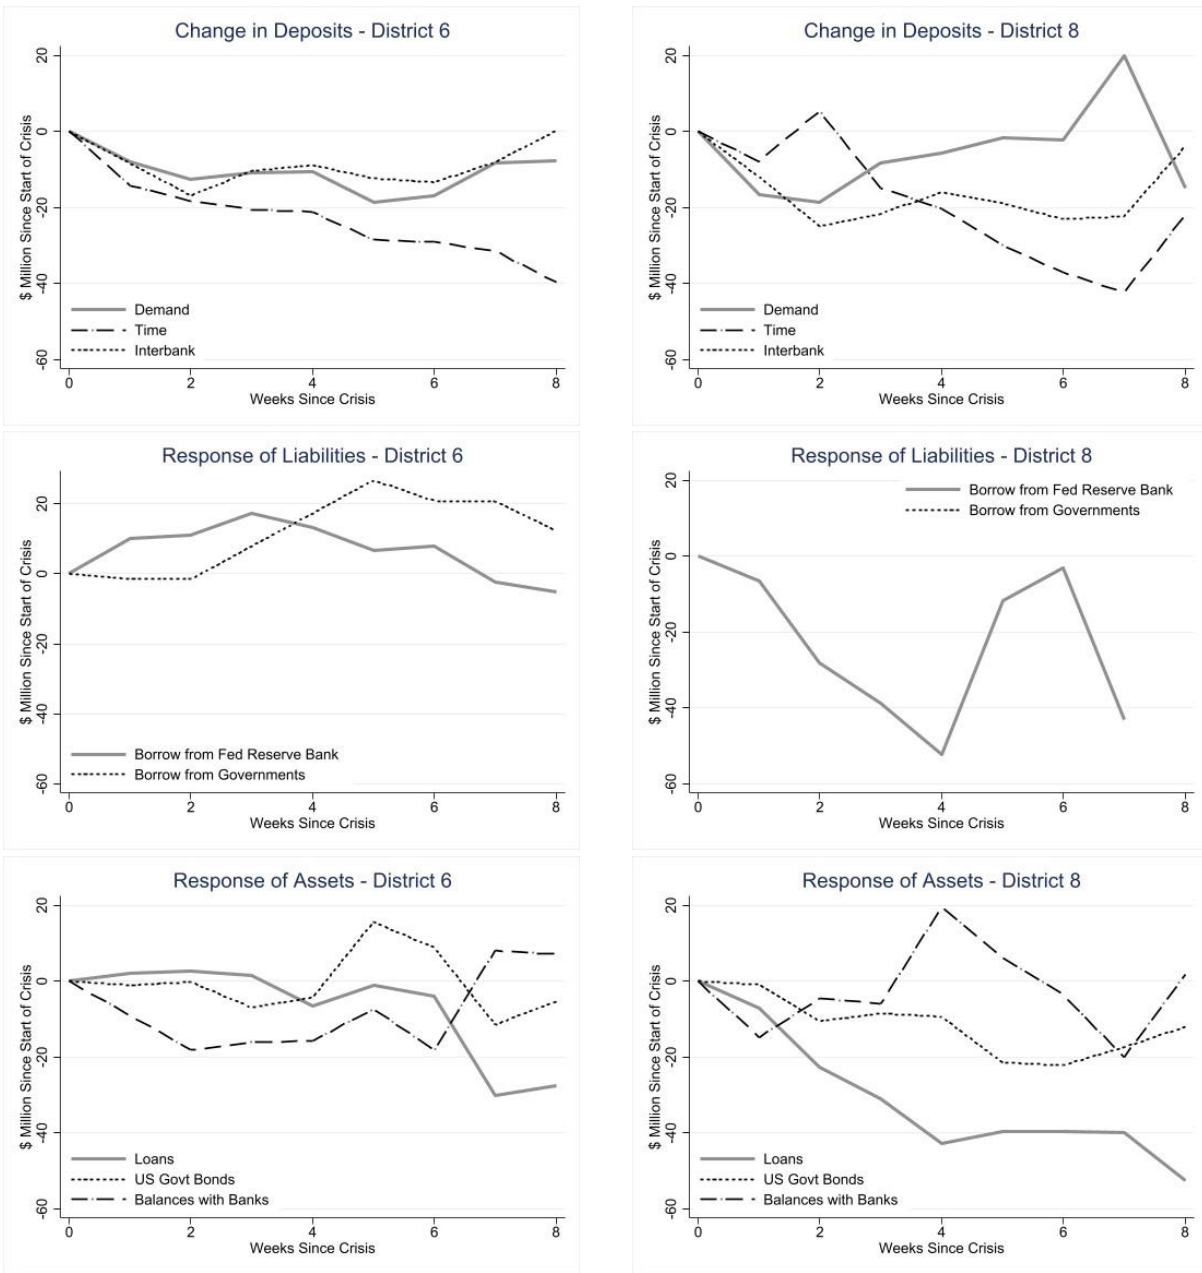 Change in Deposits - District 6
$ Million Since Start of Crisis
20
0
-20
-40
-60
Demand
Time
Interbank
0 2 4 6 8
Weeks Since Crisis
Change in Deposits - District 8
$ Million Since Start of Crisis
20
0
-20
-40
-60
Demand
Time
Interbank
0 2 4 6 8
Weeks Since Crisis
Response of Liabilities - District 6
$ Million Since Start of Crisis
20
0
-20
-40
-60
Borrow from Fed Reserve Bank
Borrow from Governments
0 2 4 6 8
Weeks Since Crisis
Response of Liabilities - District 8
$ Million Since Start of Crisis
20
0
-20
-40
-60
Borrow from Fed Reserve Bank
Borrow from Governments
0 2 4 6 8
Weeks Since Crisis
Response of Assets - District 6
$ Million Since Start of Crisis
20
0
-20
-40
-60
Loans
US Govt Bonds
Balances with Banks
0 2 4 6 8
Weeks Since Crisis
Response of Assets - District 8
$ Million Since Start of Crisis
20
0
-20
-40
-60
Loans
US Govt Bonds
Balances with Banks
0 2 4 6 8
Weeks Since Crisis